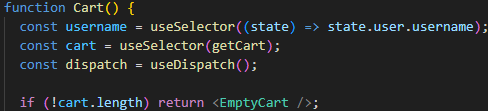 function Cart() {
const username = useSelector((state) => state.user.username);
const cart = useSelector(getCart);
const dispatch = useDispatch();
if (!cart.length) return <EmptyCart />;